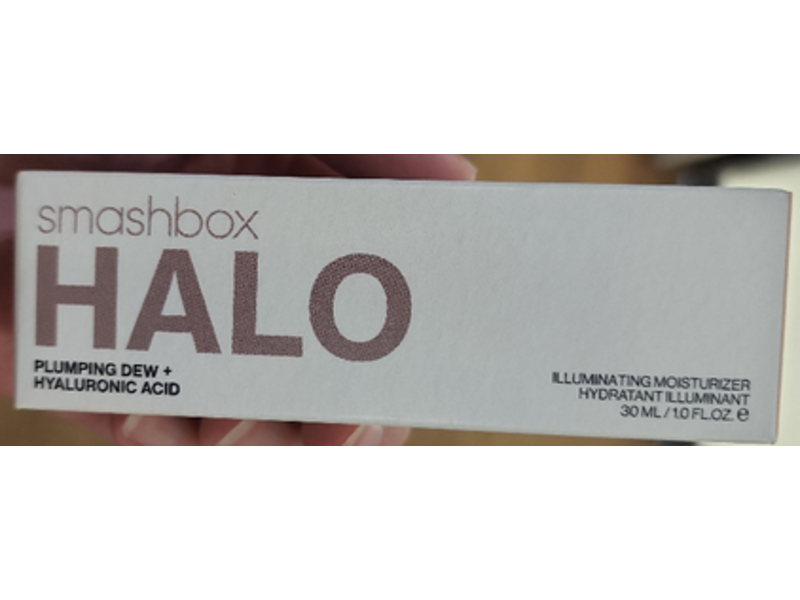 smashbox
HALO
PLUMPING DEW +
HYALURONIC ACID
ILLUMINATING MOISTURIZER
HYDRATANT ILLUMINANT
30 ML / 1.0 FL.OZ. ℮